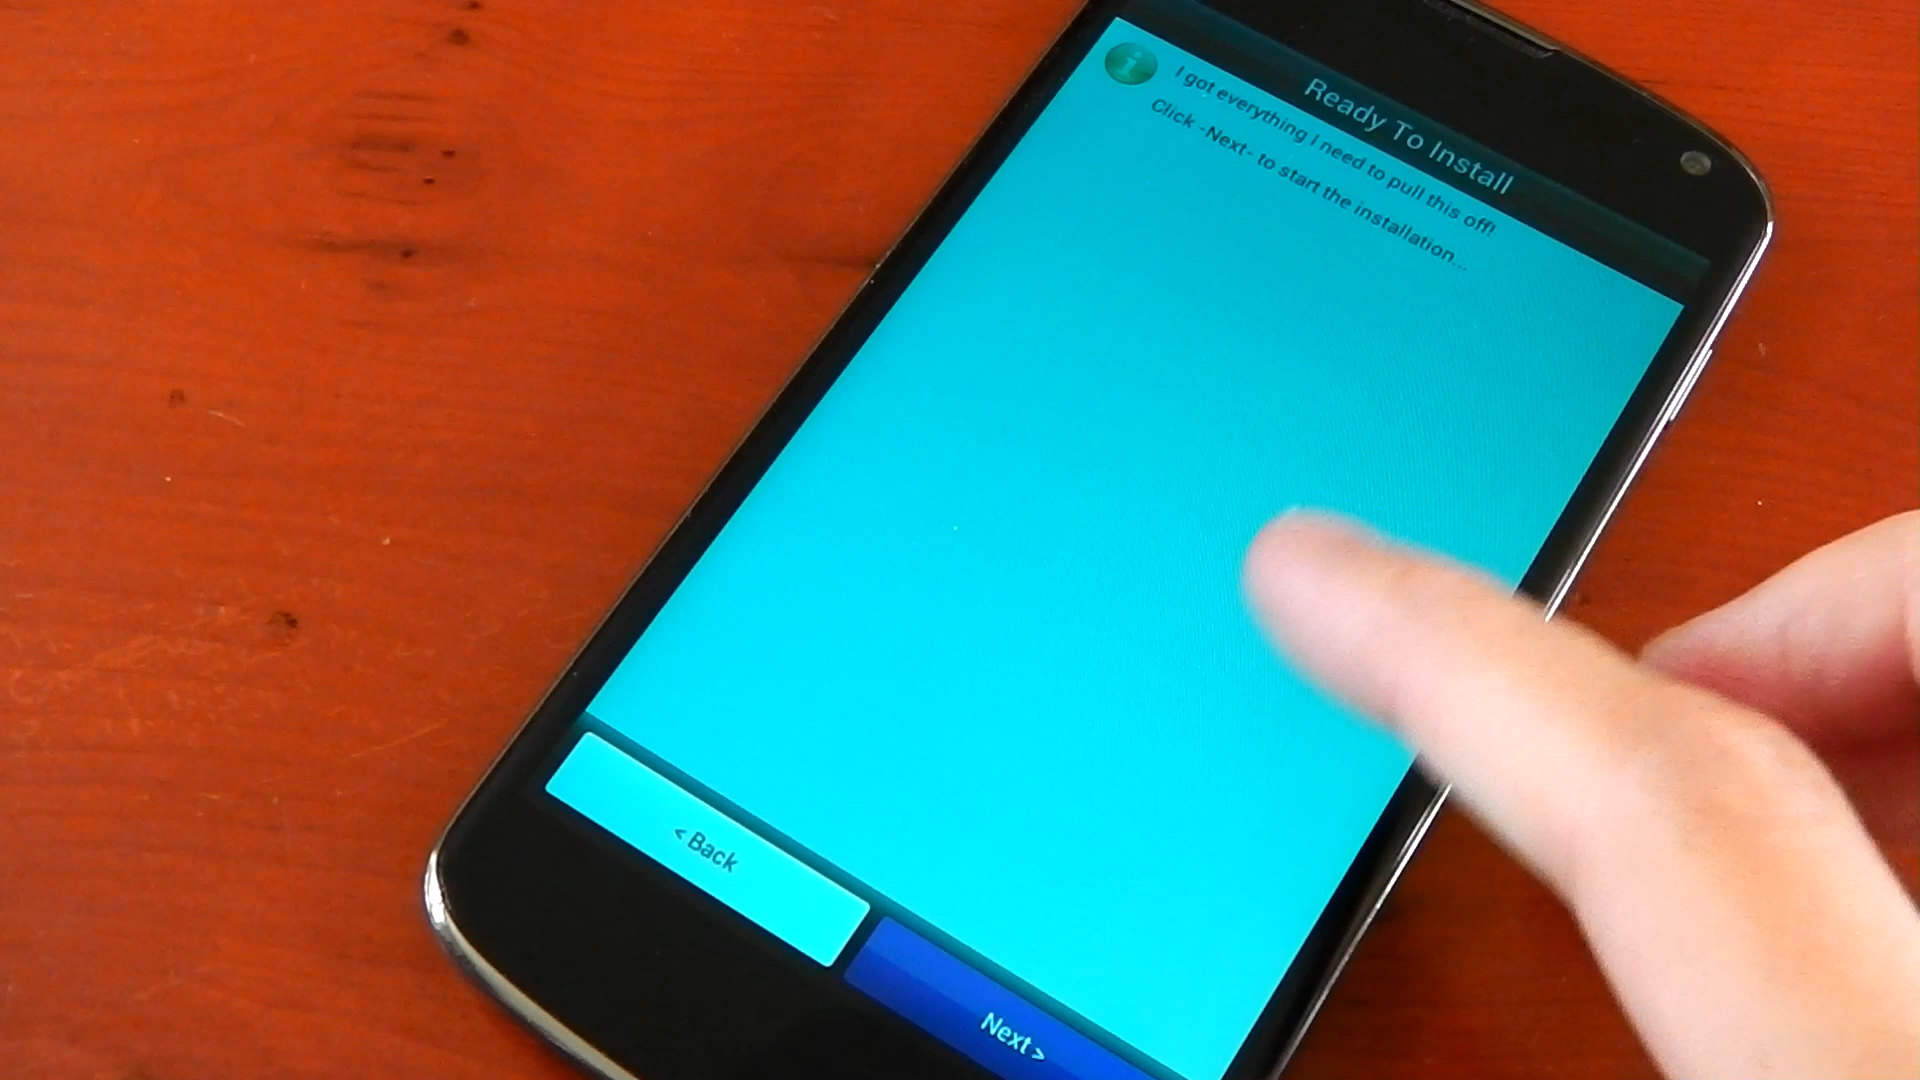 Ready To Install
I got everything I need to pull this off!
Click -Next- to start the installation...
< Back
Next >